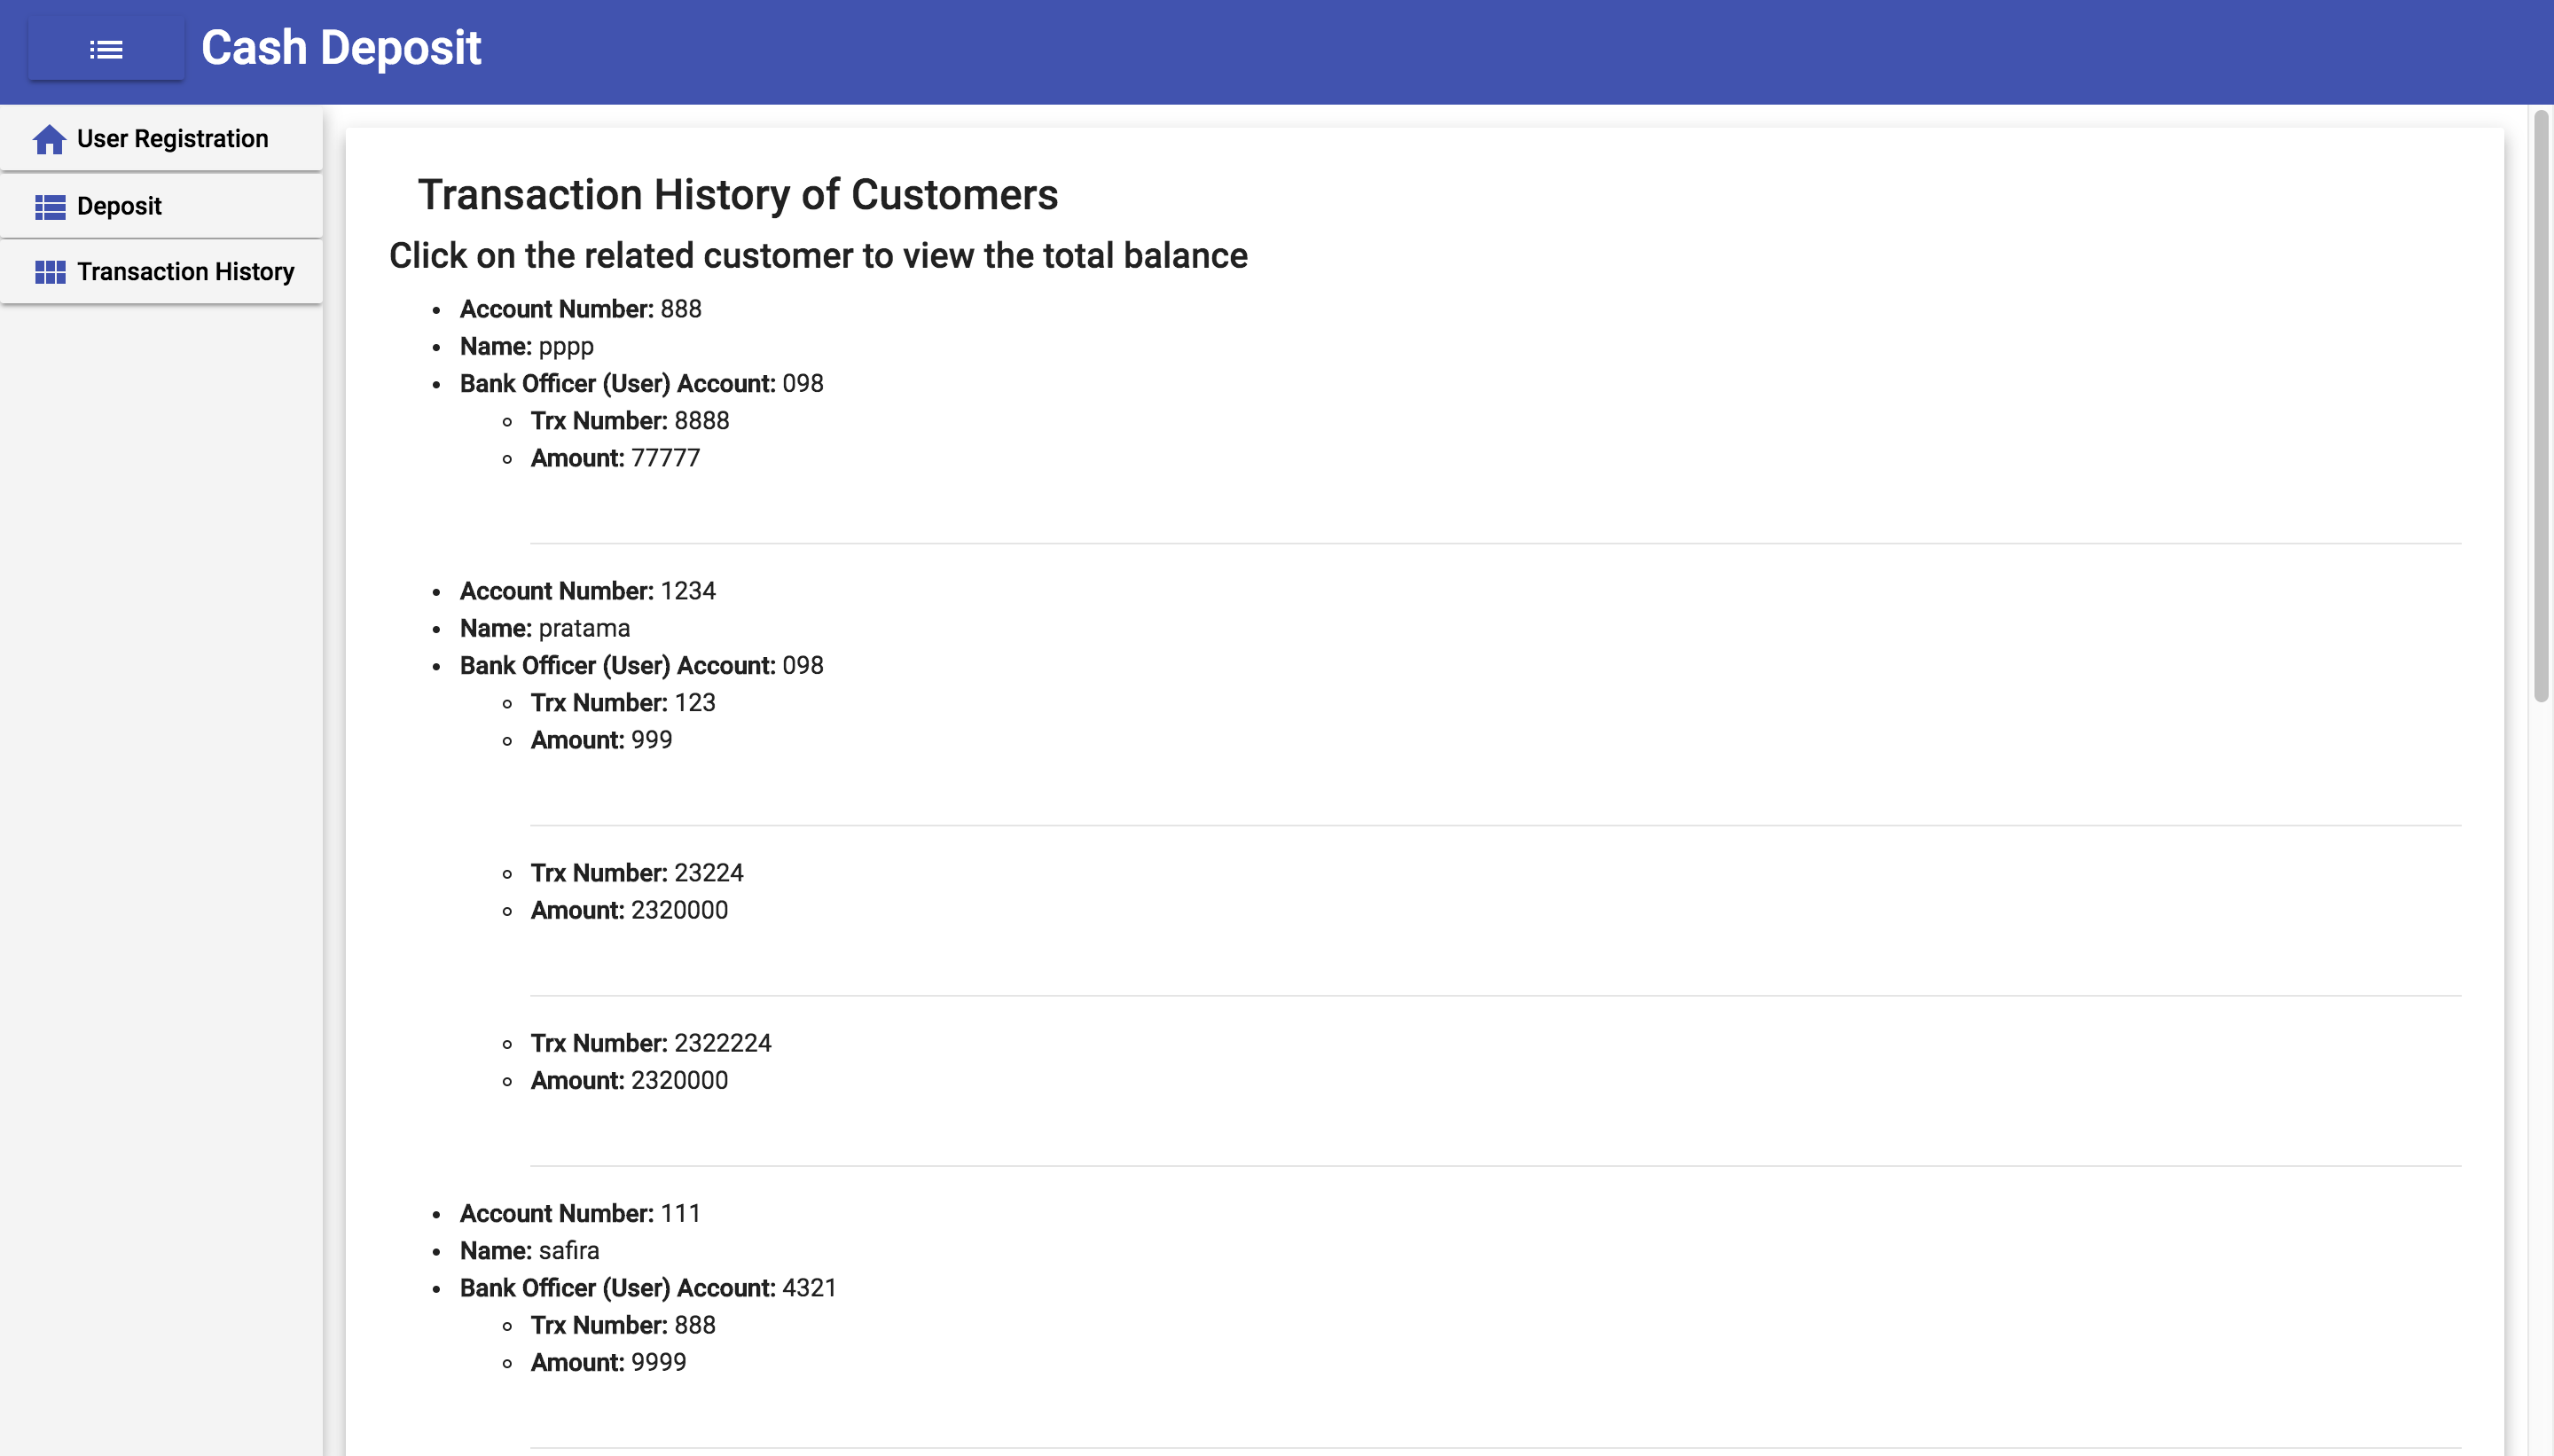 Cash Deposit
User Registration
Deposit
Transaction History
Transaction History of Customers
Click on the related customer to view the total balance
Account Number: 888
Name: pppp
Bank Officer (User) Account: 098
Trx Number: 8888
Amount: 77777
Account Number: 1234
Name: pratama
Bank Officer (User) Account: 098
Trx Number: 123
Amount: 999
Trx Number: 23224
Amount: 2320000
Trx Number: 2322224
Amount: 2320000
Account Number: 111
Name: safira
Bank Officer (User) Account: 4321
Trx Number: 888
Amount: 9999